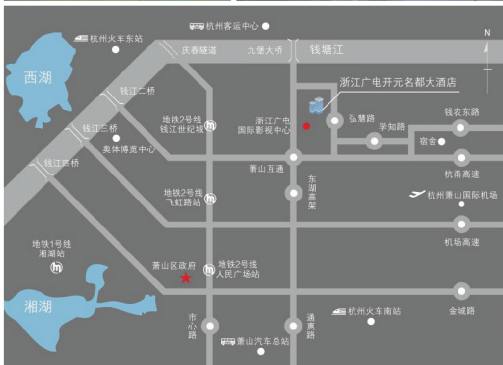 杭州客运中心
N
杭州火车东站
庆春隧道
九堡大桥
钱塘江
西湖
钱江二桥
浙江广电开元名都大酒店
地铁2号线
钱江世纪城
浙江广电
国际影视中心
弘慧路
钱农东路
钱江三桥
奥体博览中心
学知路
宿舍
钱江四桥
萧山互通
杭甬高速
地铁2号线
飞虹路站
东湖高架
杭州萧山国际机场
地铁1号线
湘湖站
机场高速
萧山区政府
地铁2号线
人民广场站
湘湖
市心路
通惠路
杭州火车南站
金城路
萧山汽车总站